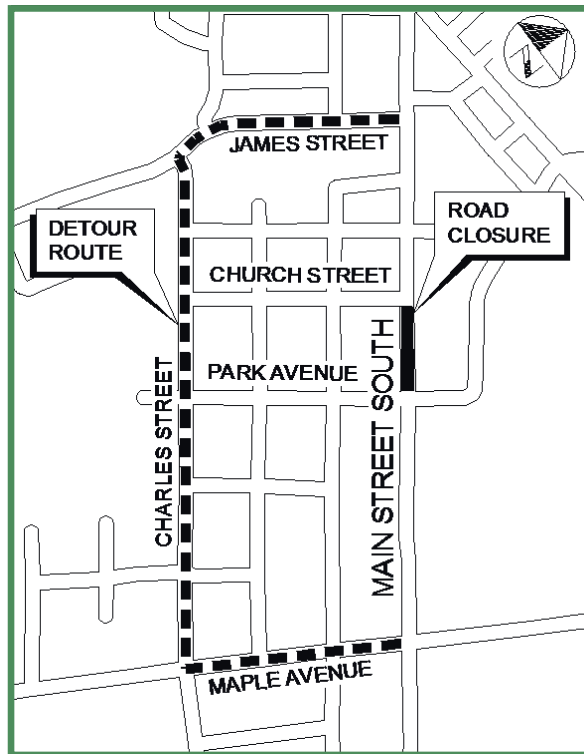 JAMES STREET
DETOUR
ROUTE
ROAD
CLOSURE
CHURCH STREET
PARK AVENUE
CHARLES STREET
MAIN STREET SOUTH
MAPLE AVENUE